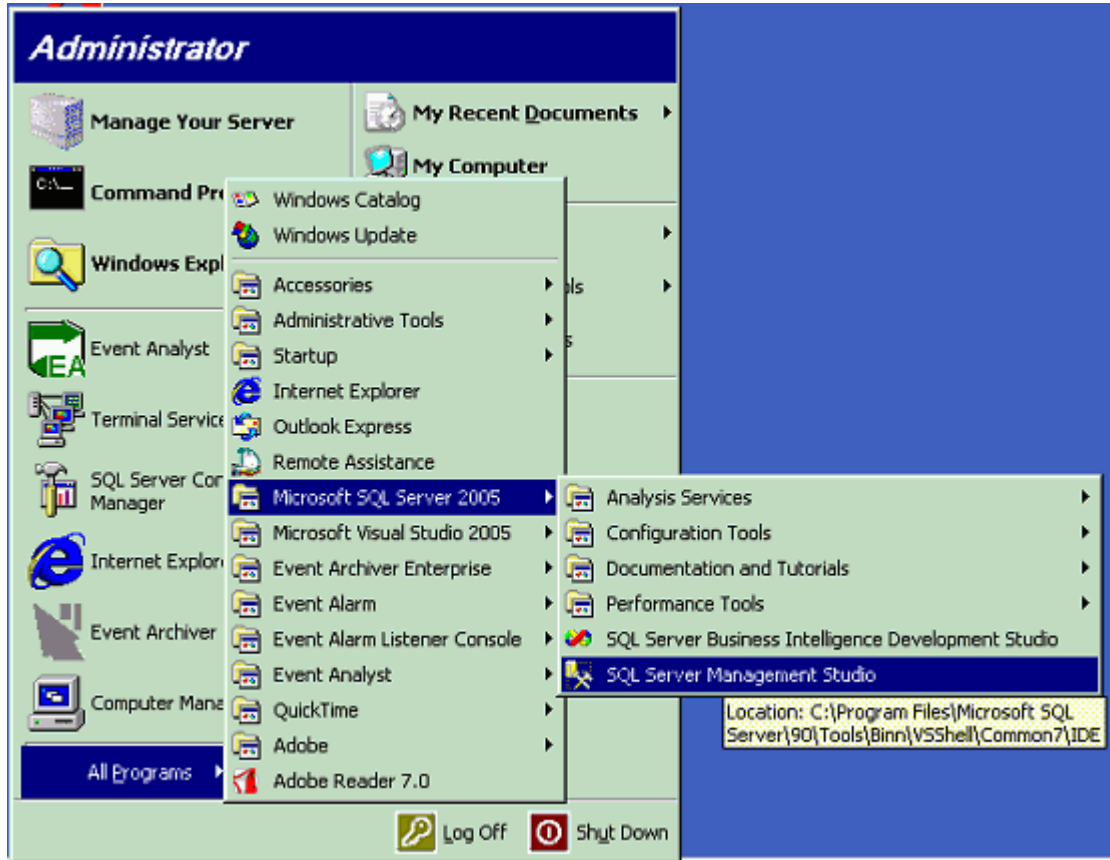 Administrator
Manage Your Server
My Recent Documents
My Computer
C:\_
Command Pr
Windows Catalog
Windows Update
Windows Expl
Accessories
Administrative Tools
Startup
Event Analyst
EA
Internet Explorer
Outlook Express
Terminal Service
Remote Assistance
SQL Server Con
Manager
Microsoft SQL Server 2005
Analysis Services
Microsoft Visual Studio 2005
Configuration Tools
Internet Explor
Event Archiver Enterprise
Documentation and Tutorials
Event Alarm
Performance Tools
Event Archiver
Event Alarm Listener Console
SQL Server Business Intelligence Development Studio
Event Analyst
SQL Server Management Studio
Computer Mana
QuickTime
Location: C:\Program Files\Microsoft SQL
Server\90\Tools\Binn\VSShell\Common7\IDE
Adobe
All Programs
Adobe Reader 7.0
Log Off
Shut Down